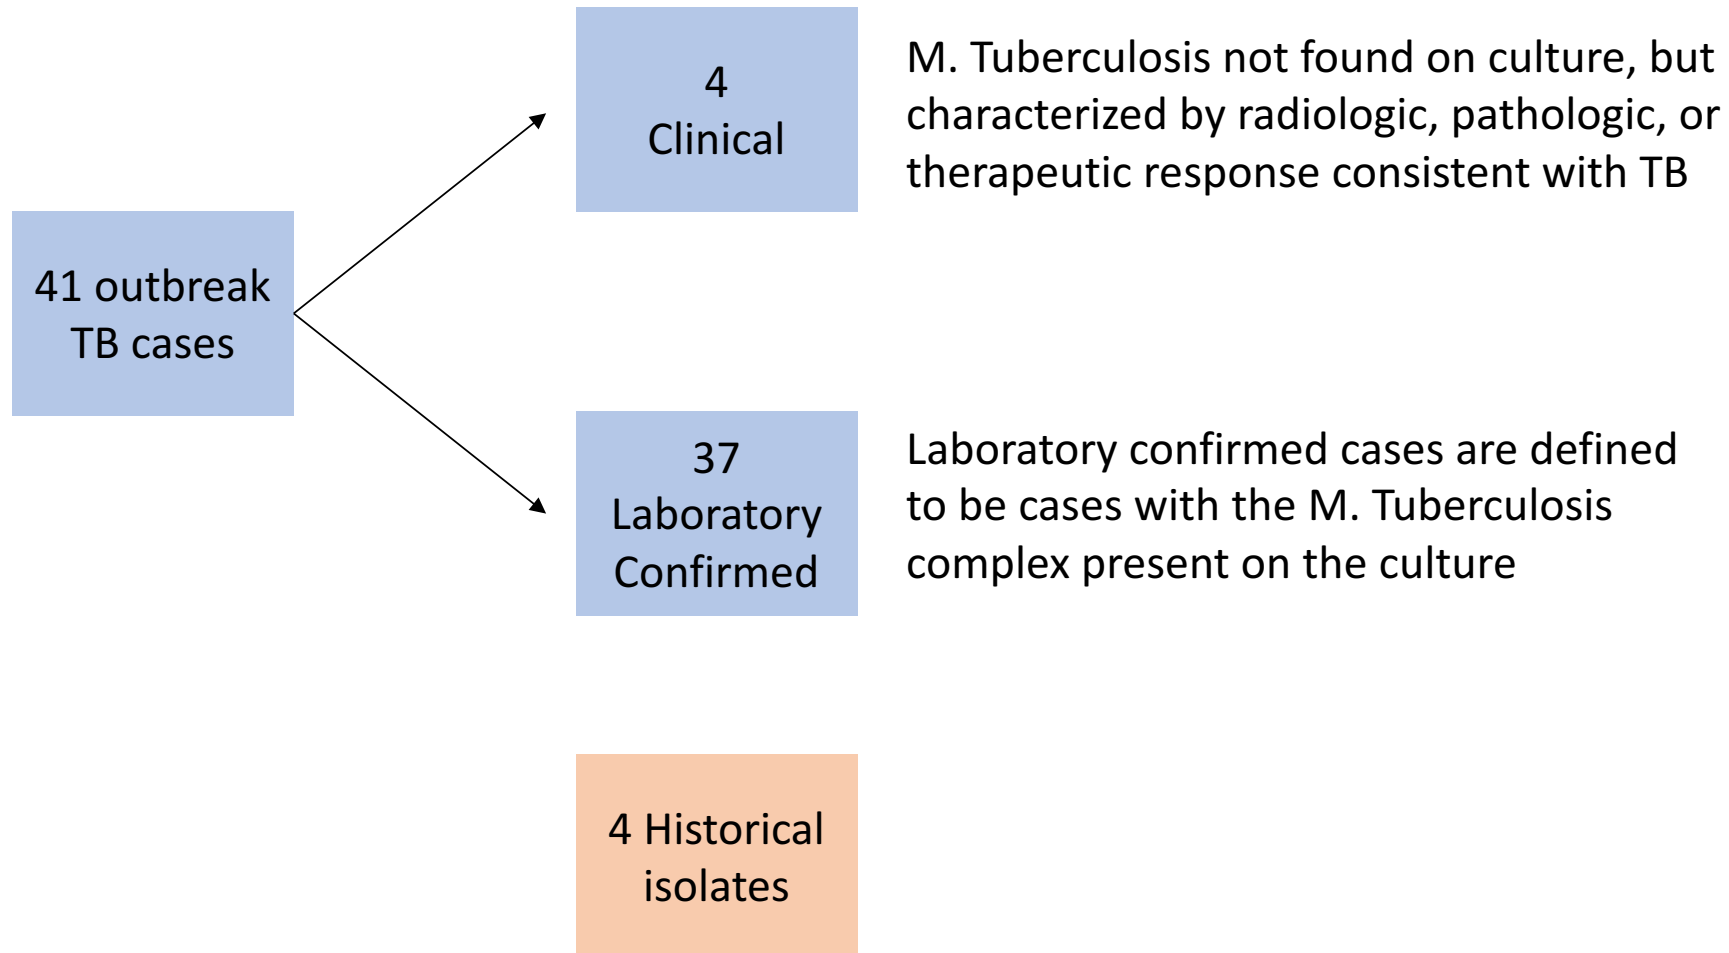 41 outbreak
TB cases
4
Clinical
M. Tuberculosis not found on culture, but
characterized by radiologic, pathologic, or
therapeutic response consistent with TB
37
Laboratory
Confirmed
Laboratory confirmed cases are defined
to be cases with the M. Tuberculosis
complex present on the culture
4 Historical
isolates